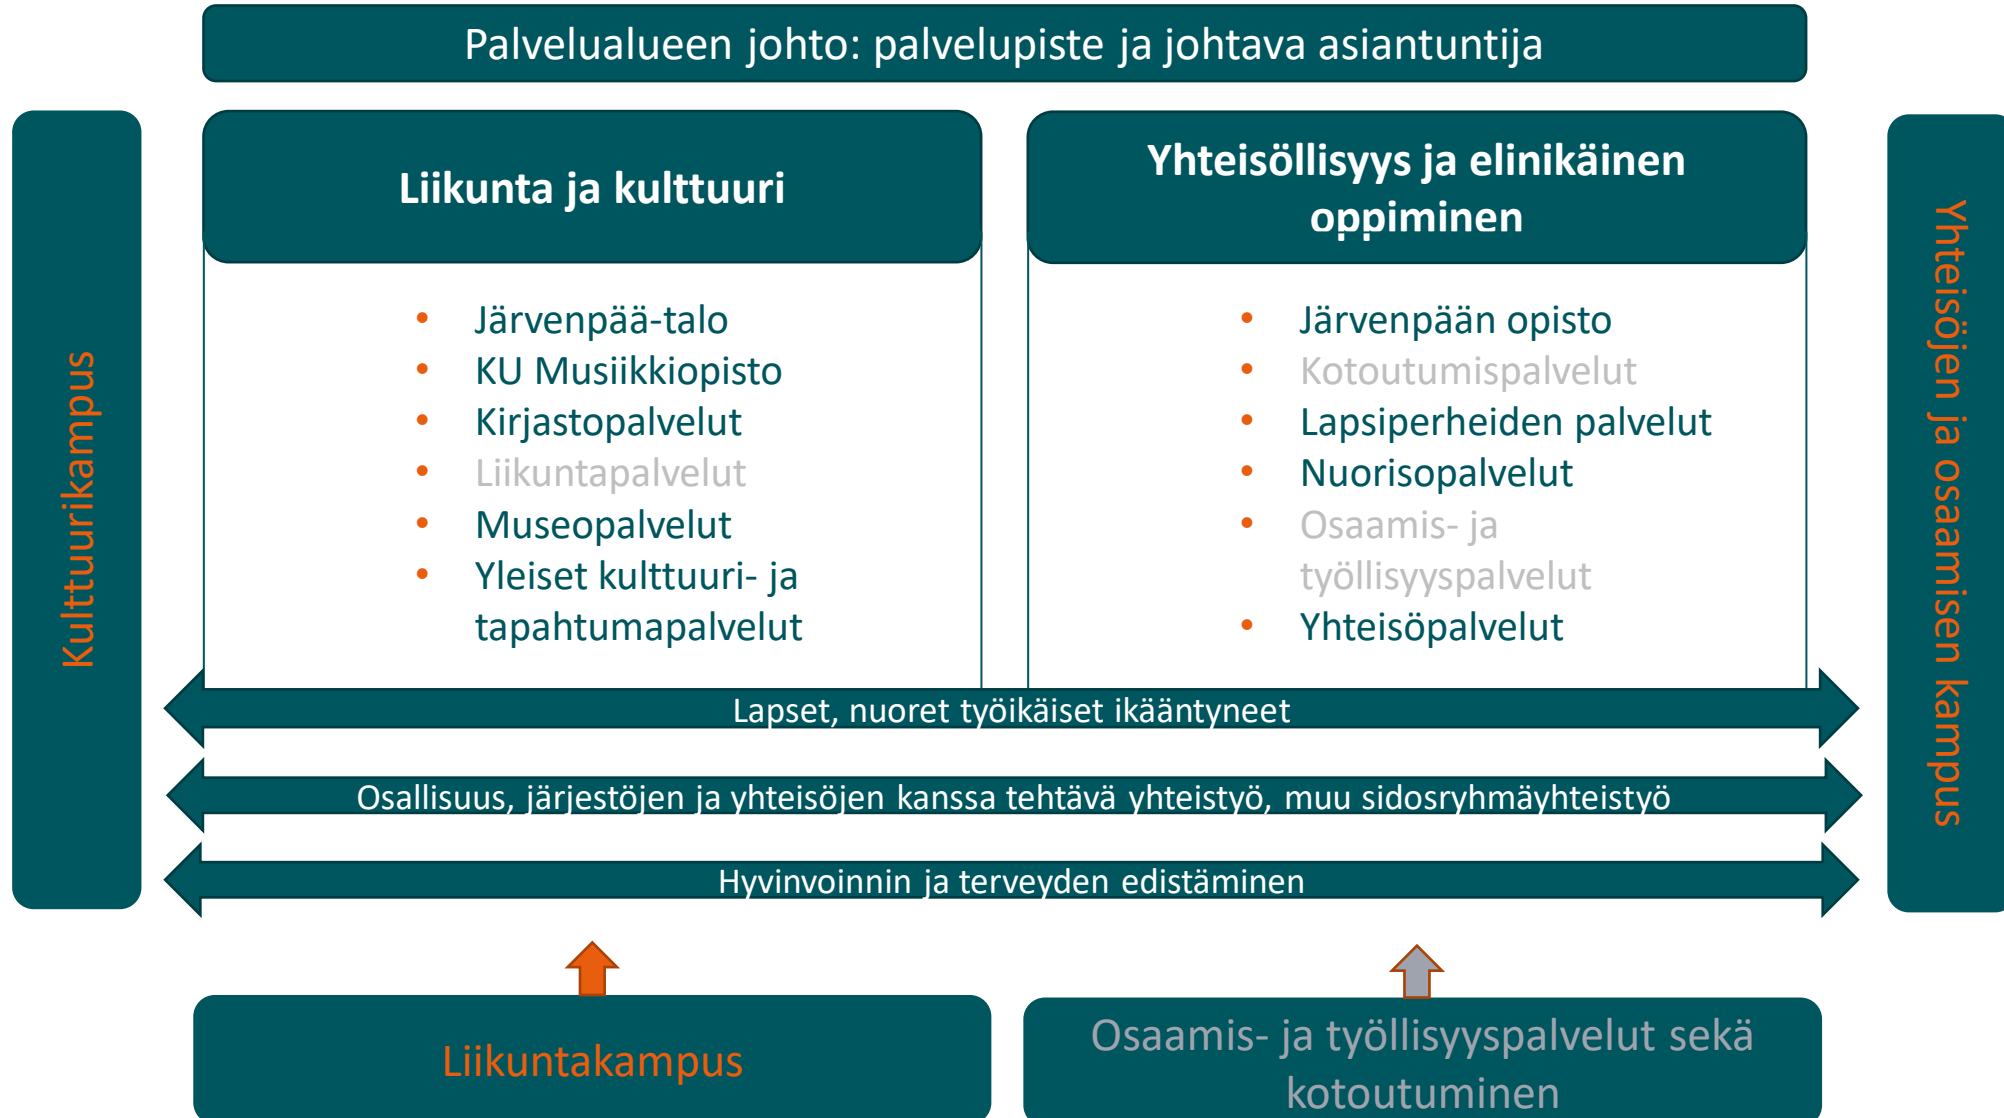 Palvelualueen johto: palvelupiste ja johtava asiantuntija
Kulttuurikampus
Liikunta ja kulttuuri
• Järvenpää-talo
• KU Musiikkiopisto
• Kirjastopalvelut
• Liikuntapalvelut
• Museopalvelut
• Yleiset kulttuuri- ja
tapahtumapalvelut
Yhteisöllisyys ja elinikäinen
oppiminen
• Järvenpään opisto
• Kotoutumispalvelut
• Lapsiperheiden palvelut
• Nuorisopalvelut
• Osaamis- ja
työllisyyspalvelut
• Yhteisöpalvelut
Yhteisöjen ja osaamisen kampus
Lapset, nuoret työikäiset ikääntyneet
Osallisuus, järjestöjen ja yhteisöjen kanssa tehtävä yhteistyö, muu sidosryhmäyhteistyö
Hyvinvoinnin ja terveyden edistäminen
Liikuntakampus
Osaamis- ja työllisyyspalvelut sekä
kotoutuminen